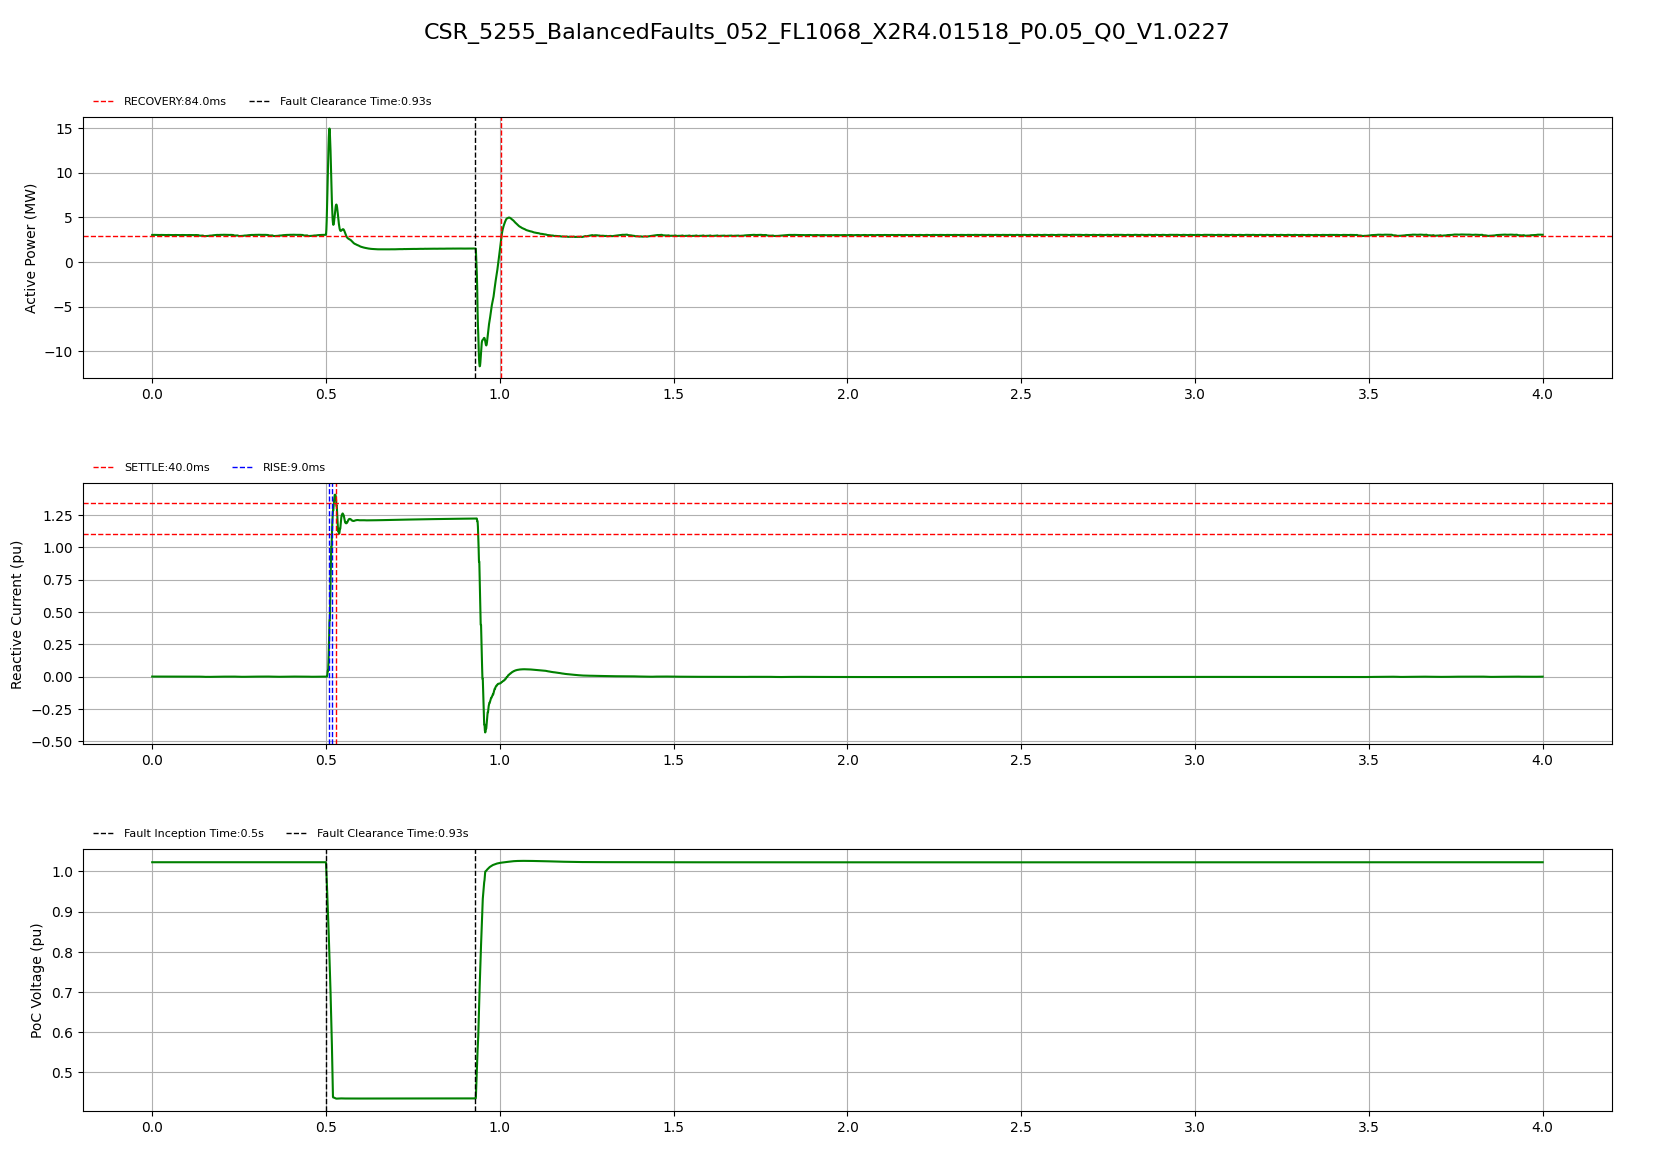 CSR_5255_BalancedFaults_052_FL1068_X2R4.01518_P0.05_Q0_V1.0227
RECOVERY:84.0ms Fault Clearance Time:0.93s
Active Power (MW)
15
10
5
0
−5
−10
0.0 0.5 1.0 1.5 2.0 2.5 3.0 3.5 4.0
SETTLE:40.0ms RISE:9.0ms
Reactive Current (pu)
1.25
1.00
0.75
0.50
0.25
0.00
−0.25
−0.50
0.0 0.5 1.0 1.5 2.0 2.5 3.0 3.5 4.0
Fault Inception Time:0.5s Fault Clearance Time:0.93s
PoC Voltage (pu)
1.0
0.9
0.8
0.7
0.6
0.5
0.0 0.5 1.0 1.5 2.0 2.5 3.0 3.5 4.0